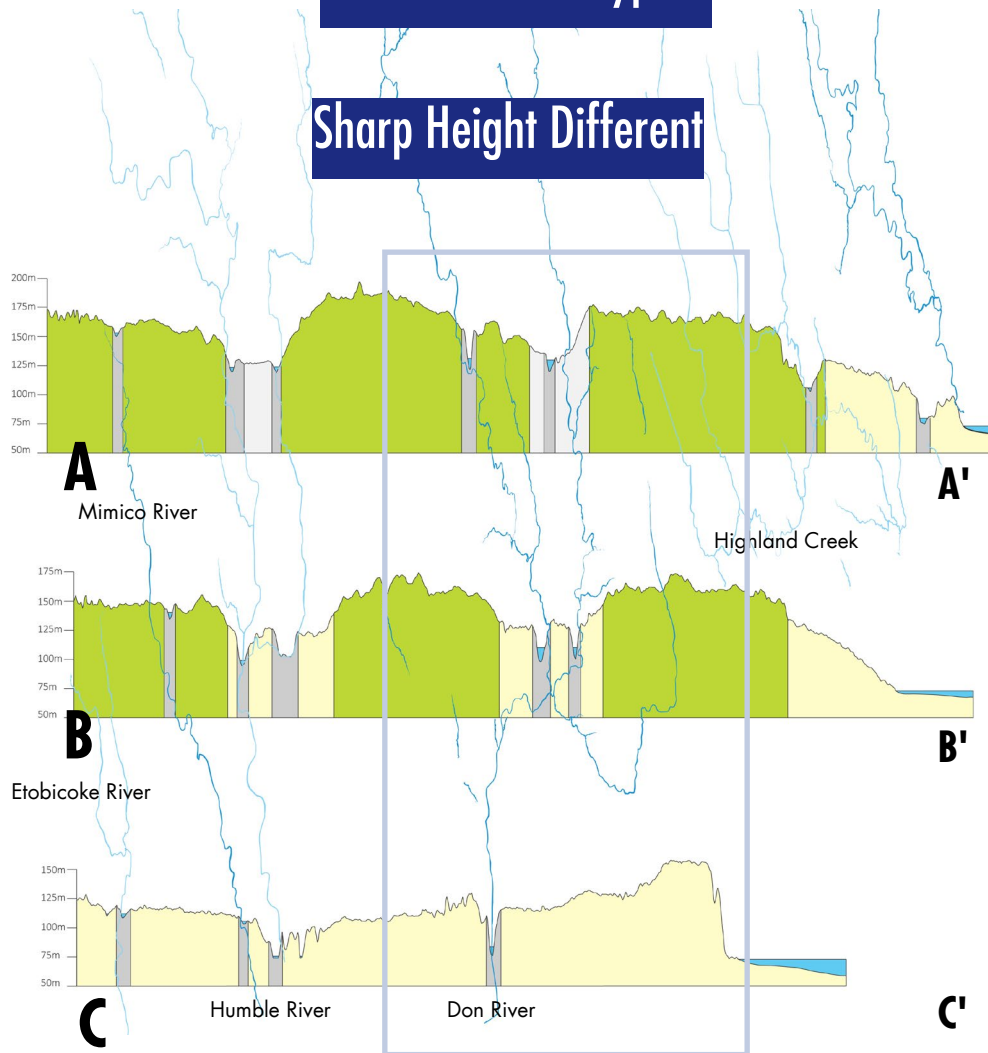 Sharp Height Different
200m
175m
150m
125m
100m
75m
50m
A
A'
Mimico River
Highland Creek
175m
150m
125m
100m
75m
50m
B
B'
Etobicoke River
150m
125m
100m
75m
50m
Humble River
Don River
C
C'